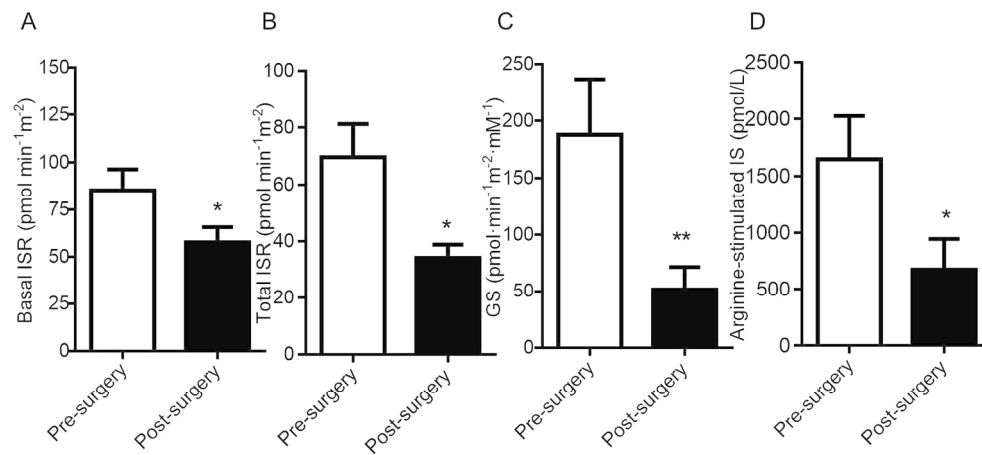 A
Basal ISR (pmol min-1m-2)
150
125
100
75
50
25
0
*
Pre-surgery
Post-surgery
B
Total ISR (pmol min-1m-2)
100
80
60
40
20
0
*
Pre-surgery
Post-surgery
C
GS (pmol·min-1m-2·mM-1)
250
200
150
100
50
0
**
Pre-surgery
Post-surgery
D
Arginine-stimulated IS (pmol/L)
2500
2000
1500
1000
500
0
*
Pre-surgery
Post-surgery